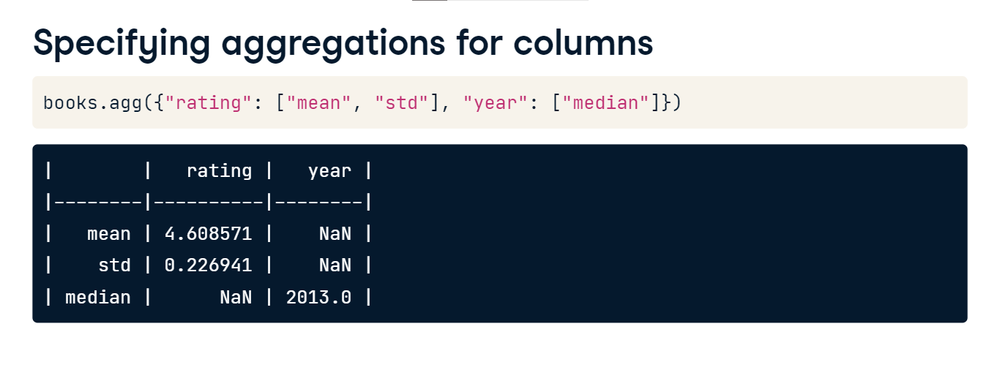 Specifying aggregations for columns
books.agg({"rating": ["mean", "std"], "year": ["median"]})
|        |   rating |   year |
|--------|----------|--------|
|   mean | 4.608571 |    NaN |
|    std | 0.226941 |    NaN |
| median |      NaN | 2013.0 |